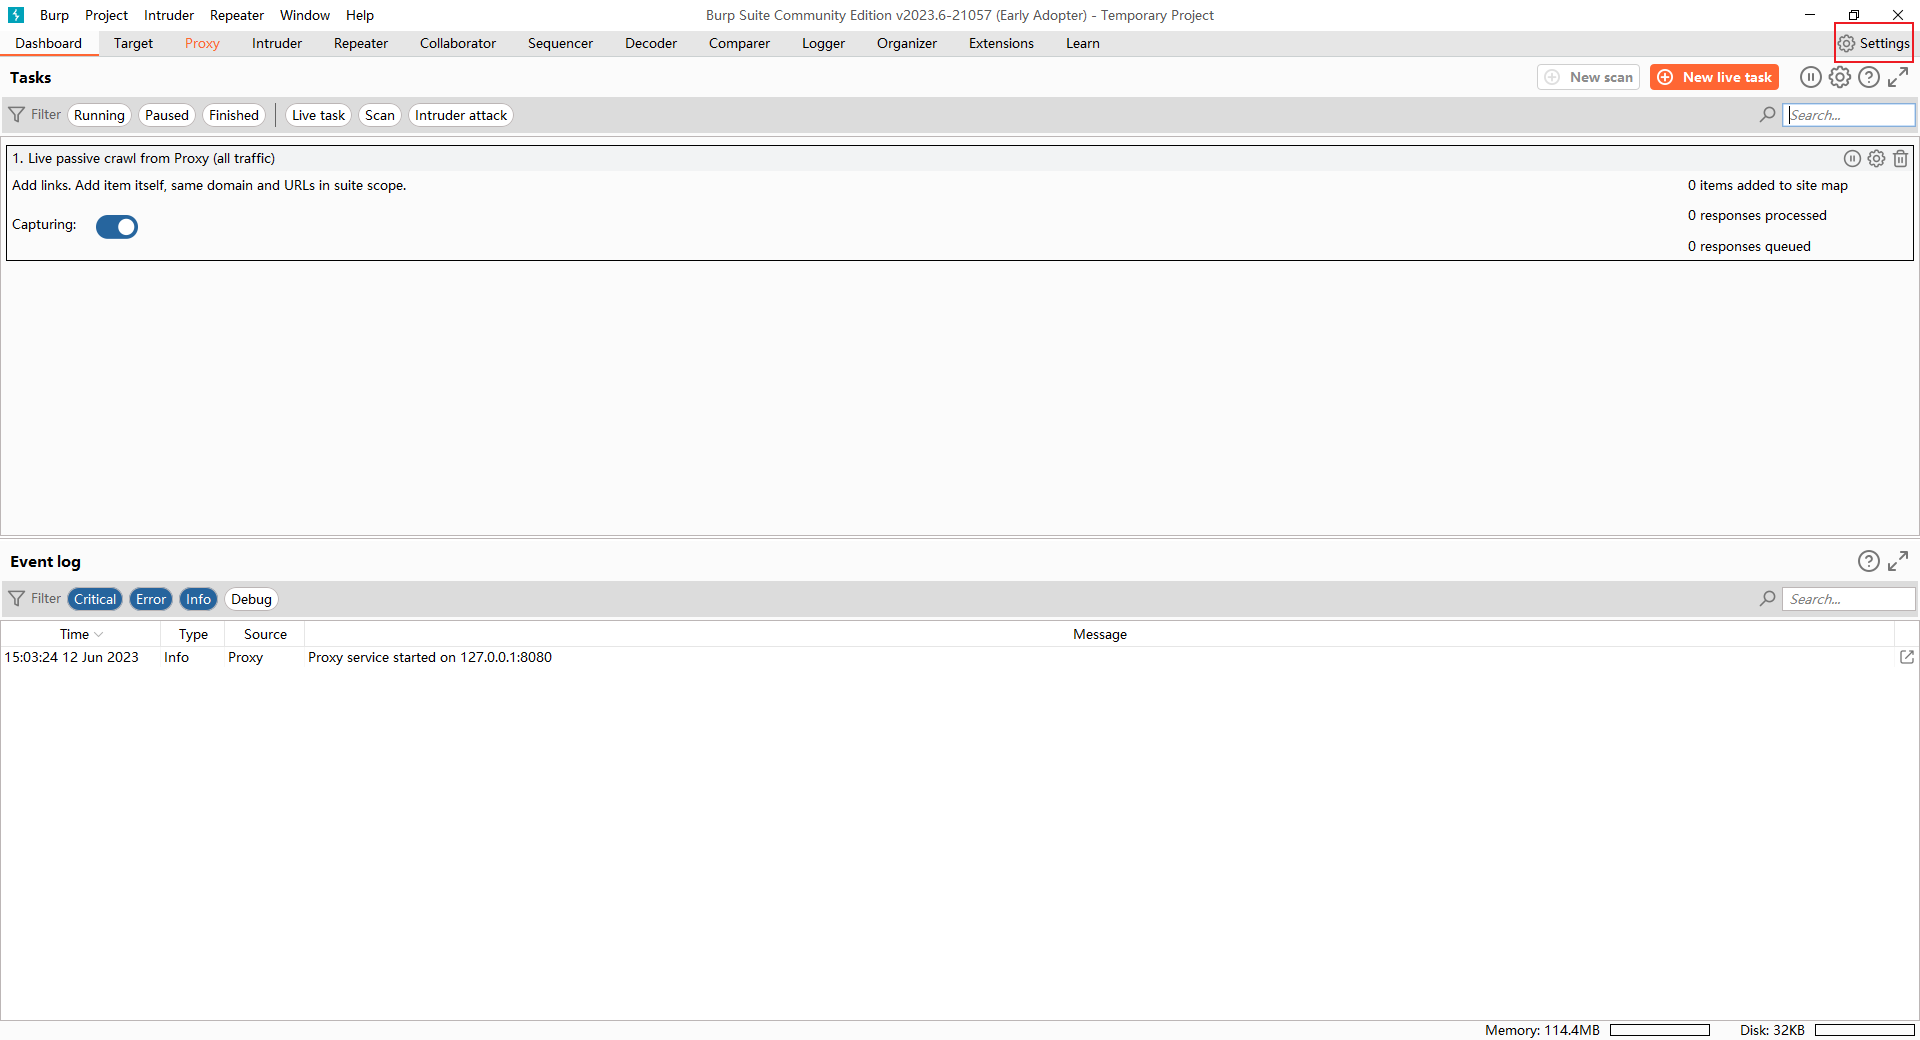 Burp Project Intruder Repeater Window Help Burp Suite Community Edition v2023.6-21057 (Early Adopter) - Temporary Project
Dashboard Target Proxy Intruder Repeater Collaborator Sequencer Decoder Comparer Logger Organizer Extensions Learn Settings
Tasks New scan New live task
Filter Running Paused Finished Live task Scan Intruder attack Search...
1. Live passive crawl from Proxy (all traffic)
Add links. Add item itself, same domain and URLs in suite scope. 0 items added to site map
0 responses processed
Capturing:
0 responses queued
Event log
Filter Critical Error Info Debug Search...
Time Type Source Message
15:03:24 12 Jun 2023 Info Proxy Proxy service started on 127.0.0.1:8080
Memory: 114.4MB Disk: 32KB